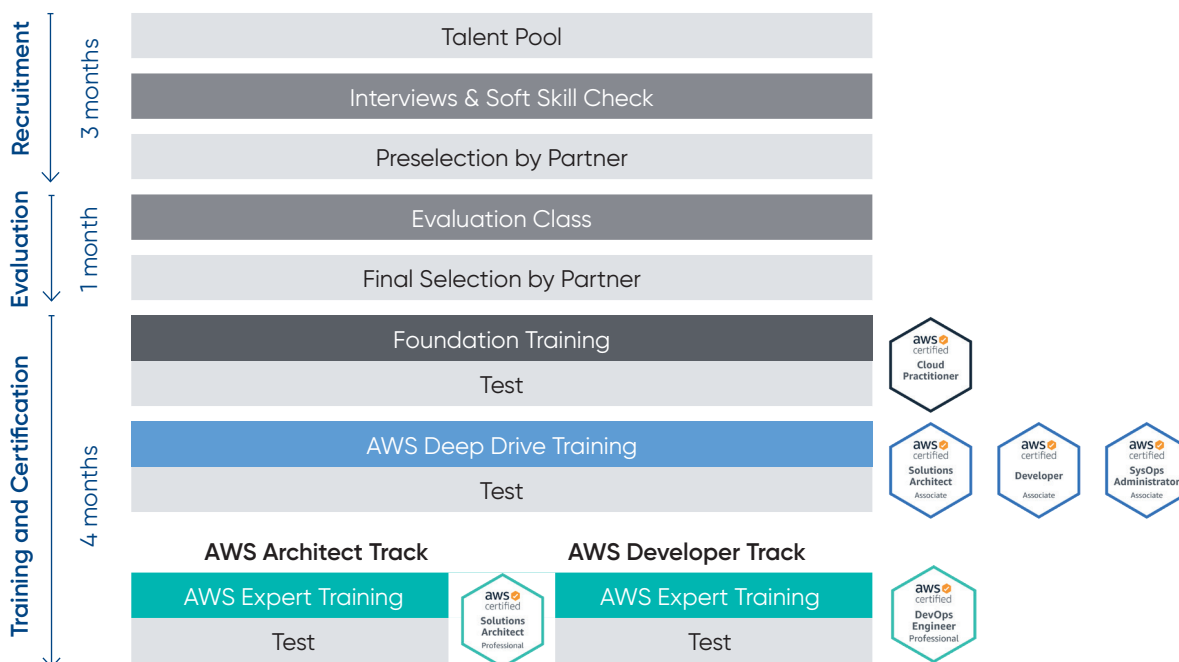 Recruitment
3 months
Talent Pool
Interviews & Soft Skill Check
Preselection by Partner
Evaluation
1 month
Evaluation Class
Final Selection by Partner
Training and Certification
4 months
Foundation Training
Test
aws
certified
Cloud
Practitioner
AWS Deep Drive Training
Test
aws
certified
Solutions
Architect
Associate
aws
certified
Developer
Associate
aws
certified
SysOps
Administrator
Associate
AWS Architect Track
AWS Expert Training
Test
aws
certified
Solutions
Architect
Professional
AWS Developer Track
AWS Expert Training
Test
aws
certified
DevOps
Engineer
Professional